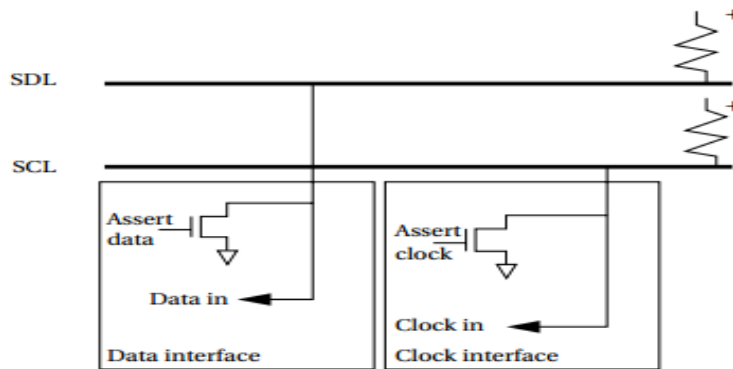 +
SDL
+
SCL
Assert
data
Assert
clock
Data in
Clock in
Data interface
Clock interface